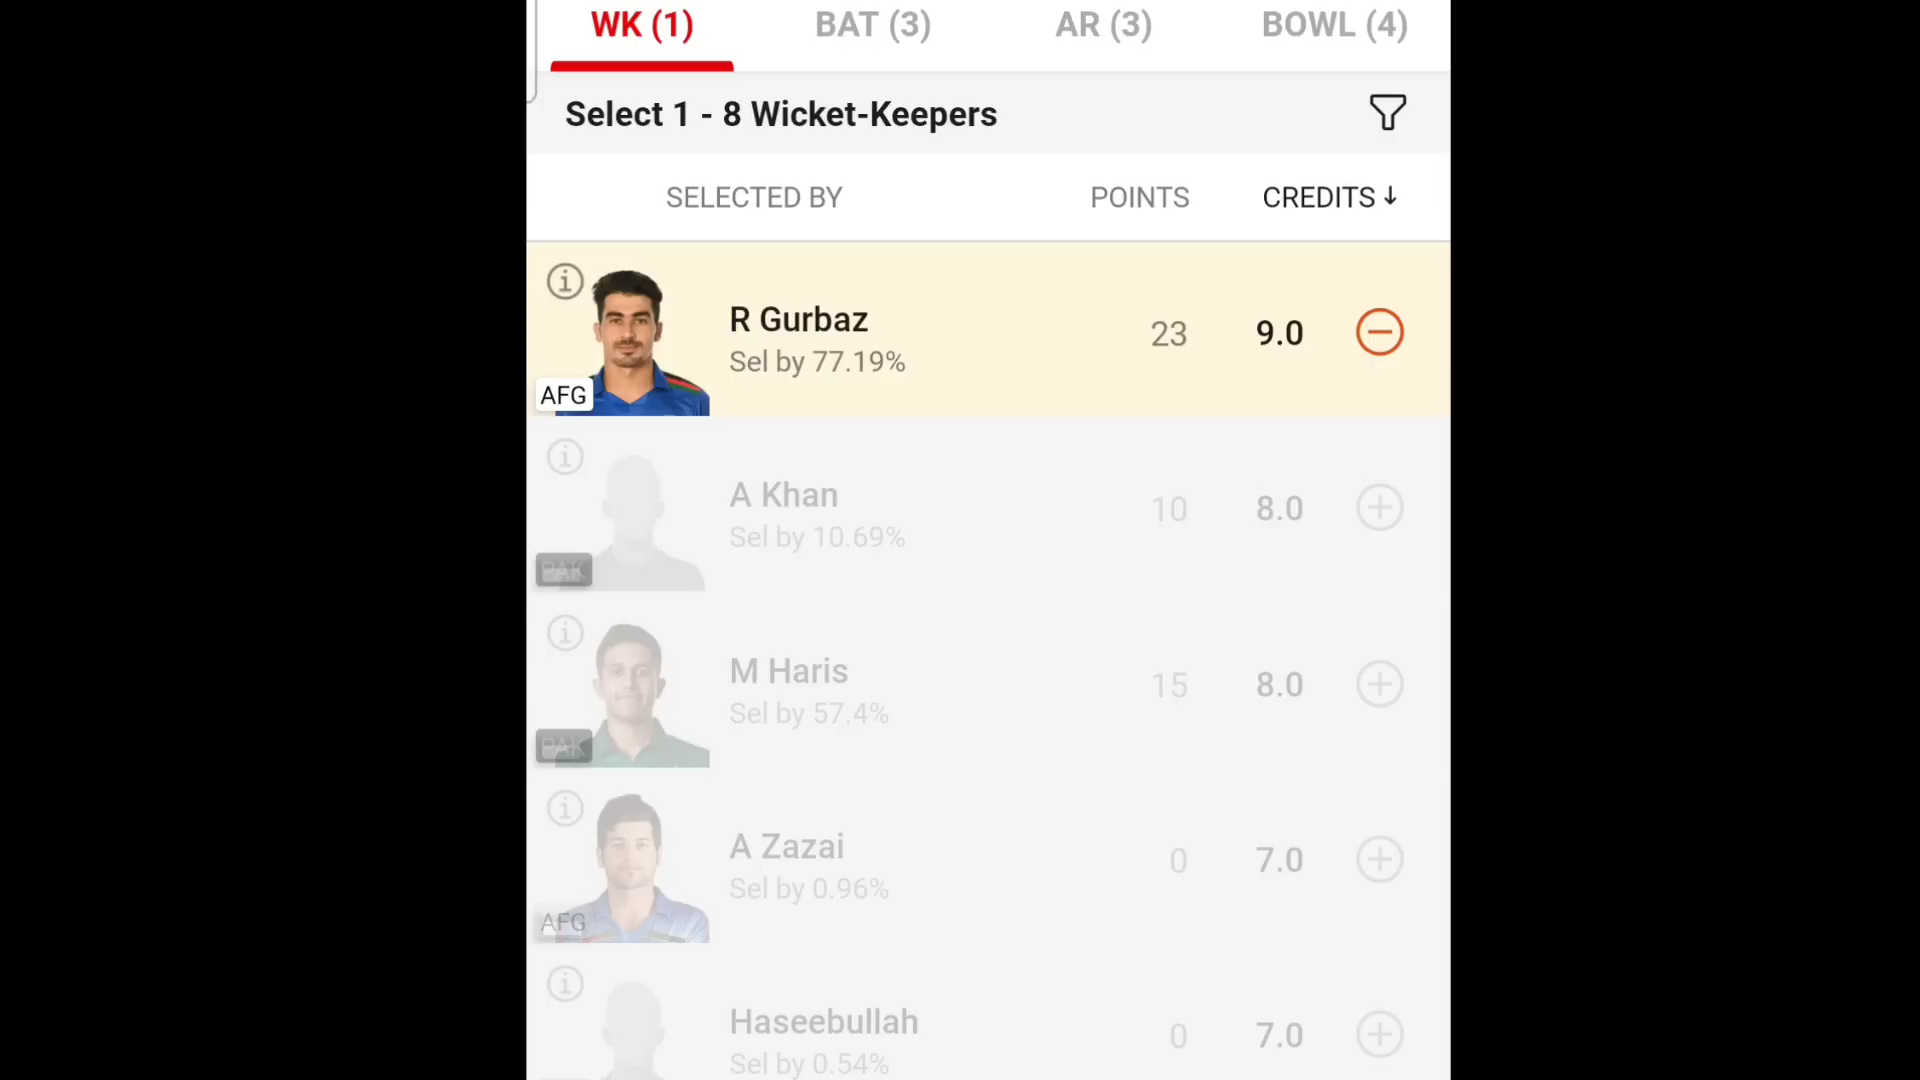 WK (1) BAT (3) AR (3) BOWL (4)
Select 1 - 8 Wicket-Keepers
SELECTED BY POINTS CREDITS↓
R Gurbaz 23 9.0
Sel by 77.19%
AFG
A Khan 10 8.0
Sel by 10.69%
PAK
M Haris 15 8.0
Sel by 57.4%
PAK
A Zazai 0 7.0
Sel by 0.96%
AFG
Haseebullah 0 7.0
Sel by 0.54%